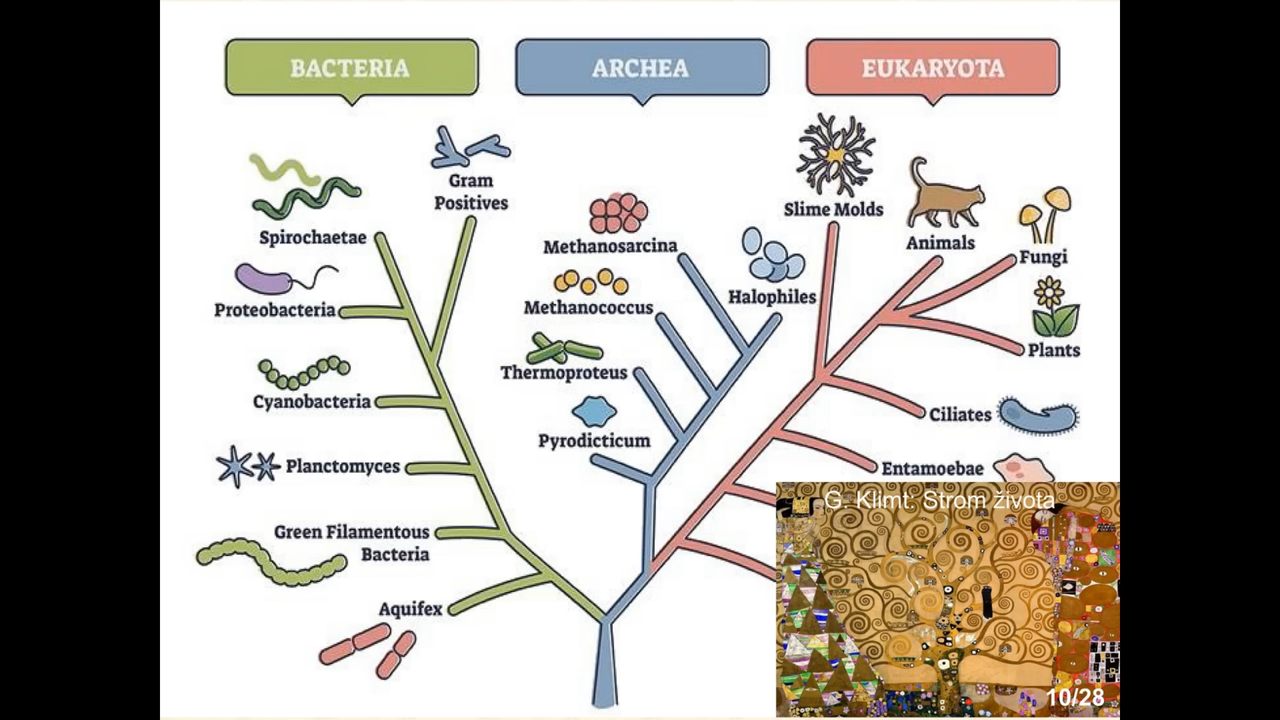 BACTERIA
ARCHEA
EUKARYOTA
Gram
Positives
Spirochaetae
Proteobacteria
Cyanobacteria
Planctomyces
Green Filamentous
Bacteria
Aquifex
Methanosarcina
Methanococcus
Halophiles
Thermoproteus
Pyrodicticum
Slime Molds
Animals
Fungi
Plants
Ciliates
Entamoebae
G. Klimt. Strom života
10/28